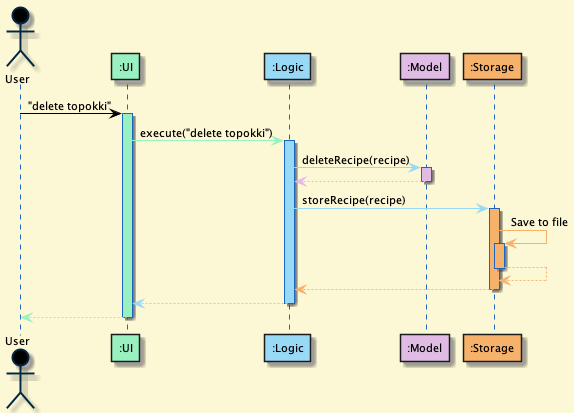 User
:UI
:Logic
:Model
:Storage
"delete topokki"
execute("delete topokki")
deleteRecipe(recipe)
storeRecipe(recipe)
Save to file
User
:UI
:Logic
:Model
:Storage